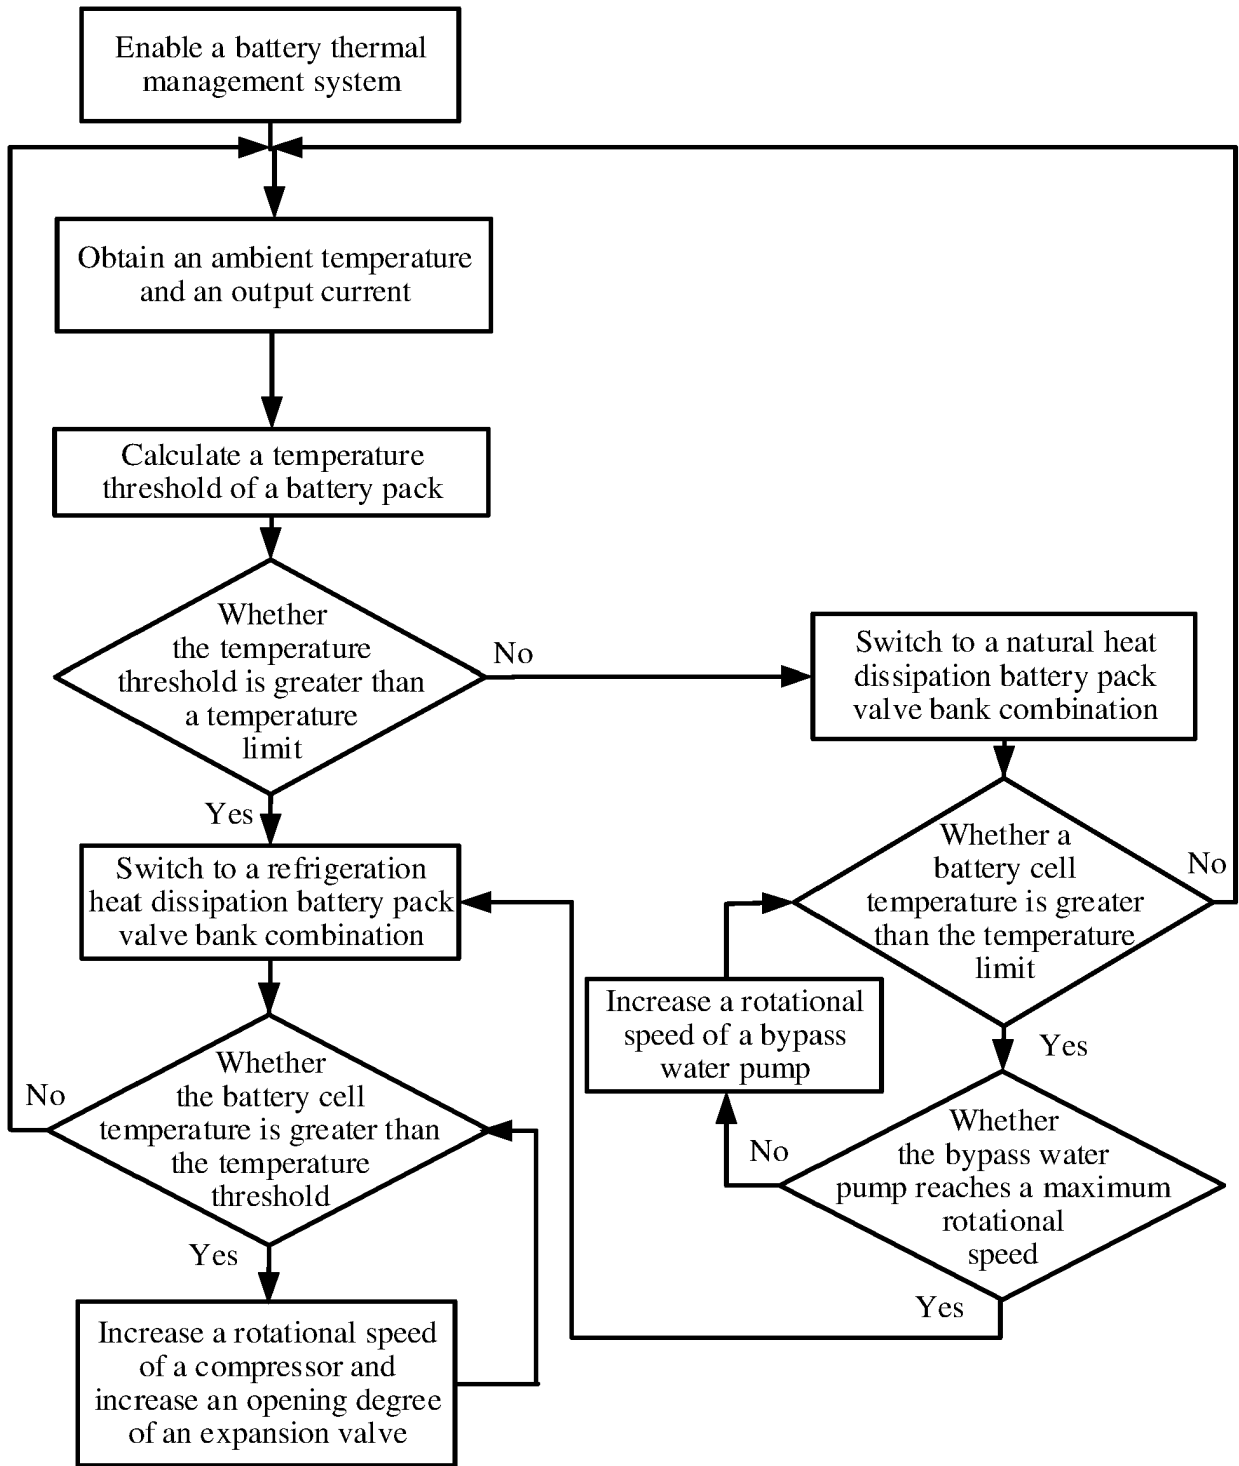 Enable a battery thermal
management system
Obtain an ambient temperature
and an output current
Calculate a temperature
threshold of a battery pack
Whether
the temperature
threshold is greater than
a temperature
limit
No
Yes
Switch to a natural heat
dissipation battery pack
valve bank combination
Whether a
battery cell
temperature is greater
than the temperature
limit
No
Yes
Switch to a refrigeration
heat dissipation battery pack
valve bank combination
Increase a rotational
speed of a bypass
water pump
Whether
the battery cell
temperature is greater than
the temperature
threshold
No
Yes
Whether
the bypass water
pump reaches a maximum
rotational
speed
No
Yes
Increase a rotational speed
of a compressor and
increase an opening degree
of an expansion valve